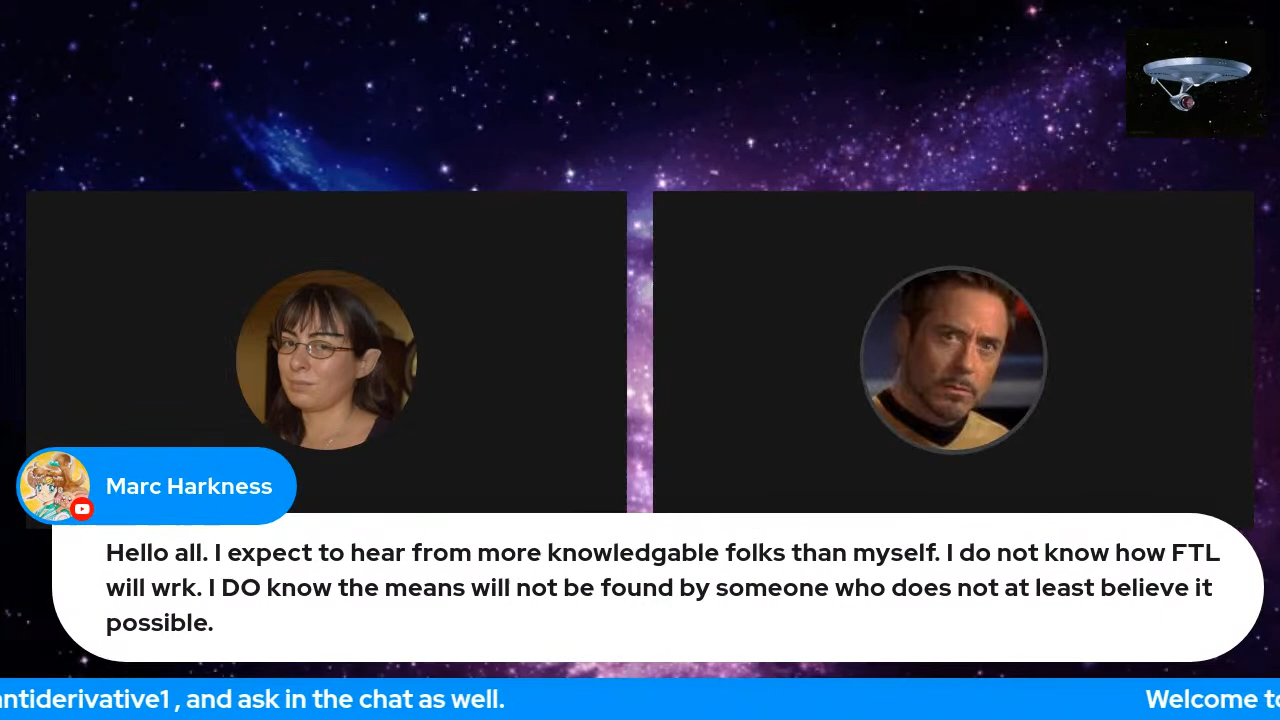 Marc Harkness
Hello all. I expect to hear from more knowledgable folks than myself. I do not know how FTL
will wrk. I DO know the means will not be found by someone who does not at least believe it
possible.
antiderivative1 , and ask in the chat as well. Welcome to